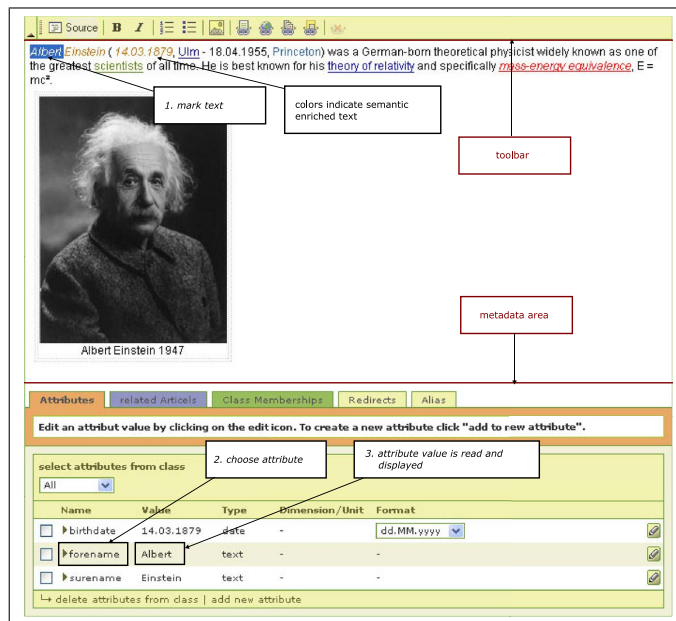 Source B I
Albert Einstein ( 14.03.1879, Ulm - 18.04.1955, Princeton) was a German-born theoretical physicist widely known as one of
the greatest scientists of all time. He is best known for his theory of relativity and specifically mass-energy equivalence, E =
mc².
1. mark text
colors indicate semantic
enriched text
toolbar
metadata area
Albert Einstein 1947
Attributes related Articels Class Memberships Redirects Alias
Edit an attribut value by clicking on the edit icon. To create a new attribute click "add to new attribute".
select attributes from class
2. choose attribute
3. attribute value is read and
displayed
All
Name Value Type Dimension/Unit Format
birthdate 14.03.1879 date - dd.MM.yyyy
forename Albert text - -
surename Einstein text - -
delete attributes from class | add new attribute